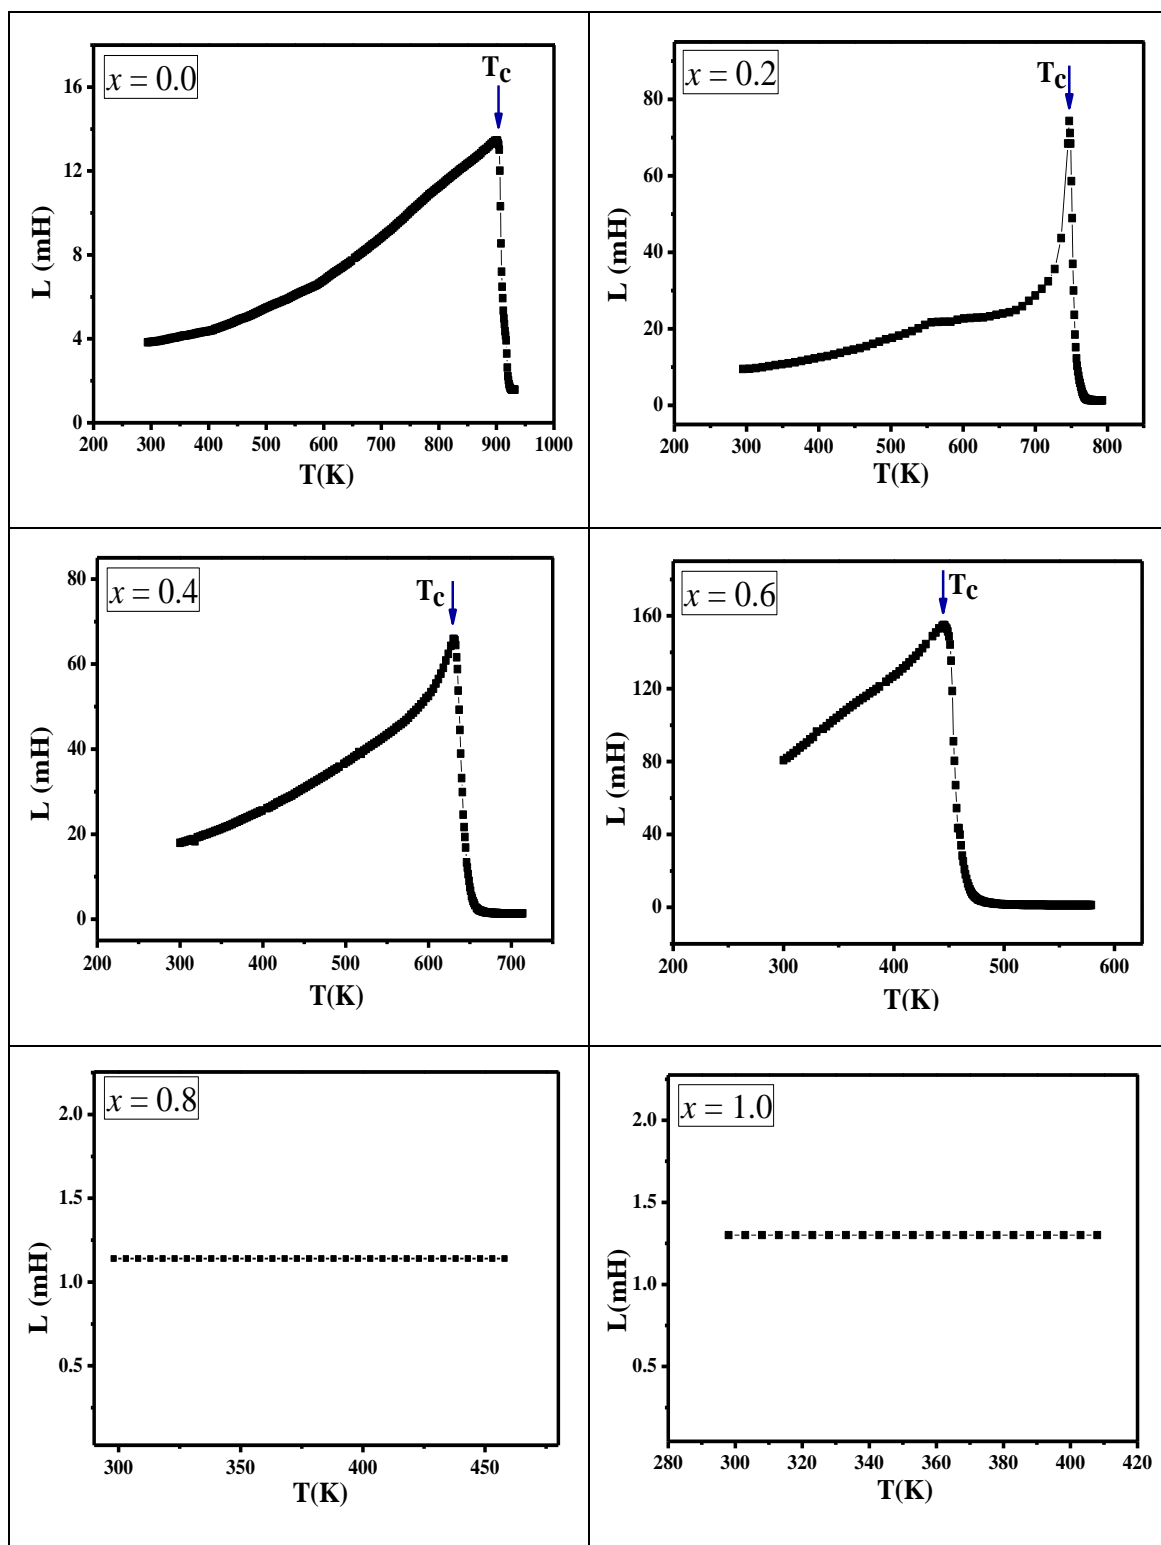 x = 0.0
Tc
16
12
8
4
0
L (mH)
200 300 400 500 600 700 800 900 1000
T(K)
x = 0.2
Tc
80
60
40
20
0
L (mH)
200 300 400 500 600 700 800
T(K)
x = 0.4
Tc
80
60
40
20
0
L (mH)
200 300 400 500 600 700
T(K)
x = 0.6
Tc
160
120
80
40
0
L (mH)
200 300 400 500 600
T(K)
x = 0.8
2.0
1.5
1.0
0.5
L (mH)
300 350 400 450
T(K)
x = 1.0
2.0
1.5
1.0
0.5
L(mH)
280 300 320 340 360 380 400 420
T(K)